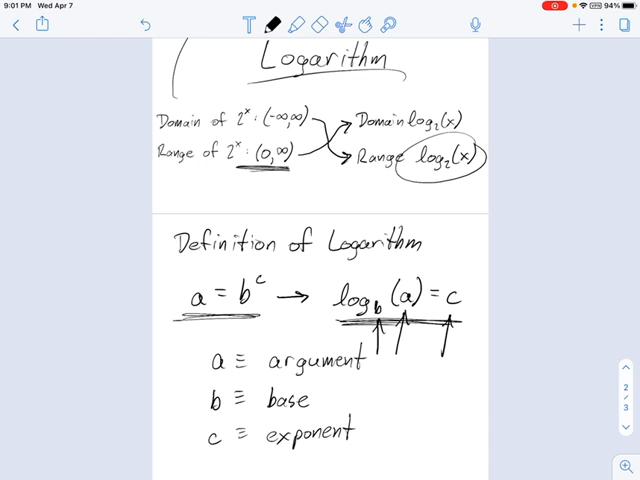 9:01 PM Wed Apr 7
VPN 94%
Logarithm
Domain of 2^x : (-∞,∞) Domain log₂(x)
Range of 2^x : (0,∞) Range log₂(x)
Definition of Logarithm
a = b^c → log_b (a) = c
a ≡ argument
b ≡ base
c ≡ exponent
2
/
3